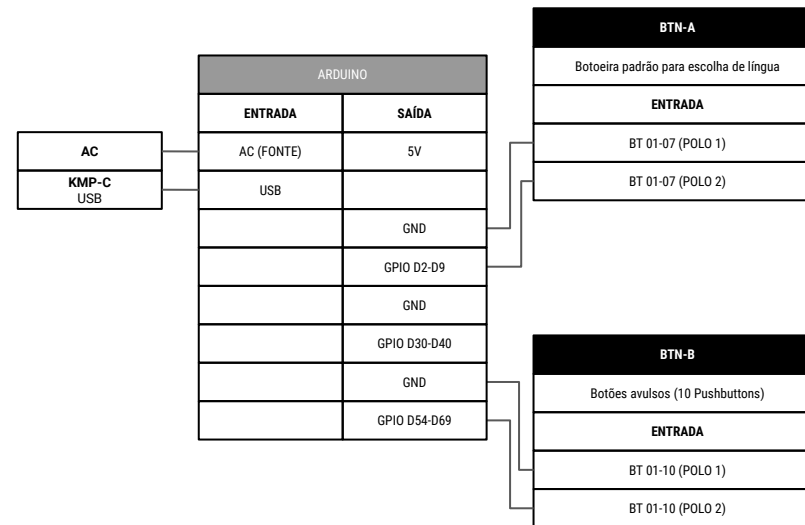 BTN-A
Botoeira padrão para escolha de língua
ENTRADA
BT 01-07 (POLO 1)
BT 01-07 (POLO 2)
ARDUINO
ENTRADA SAÍDA
AC (FONTE) 5V
USB
GND
GPIO D2-D9
GND
GPIO D30-D40
GND
GPIO D54-D69
AC
KMP-C
USB
BTN-B
Botões avulsos (10 Pushbuttons)
ENTRADA
BT 01-10 (POLO 1)
BT 01-10 (POLO 2)